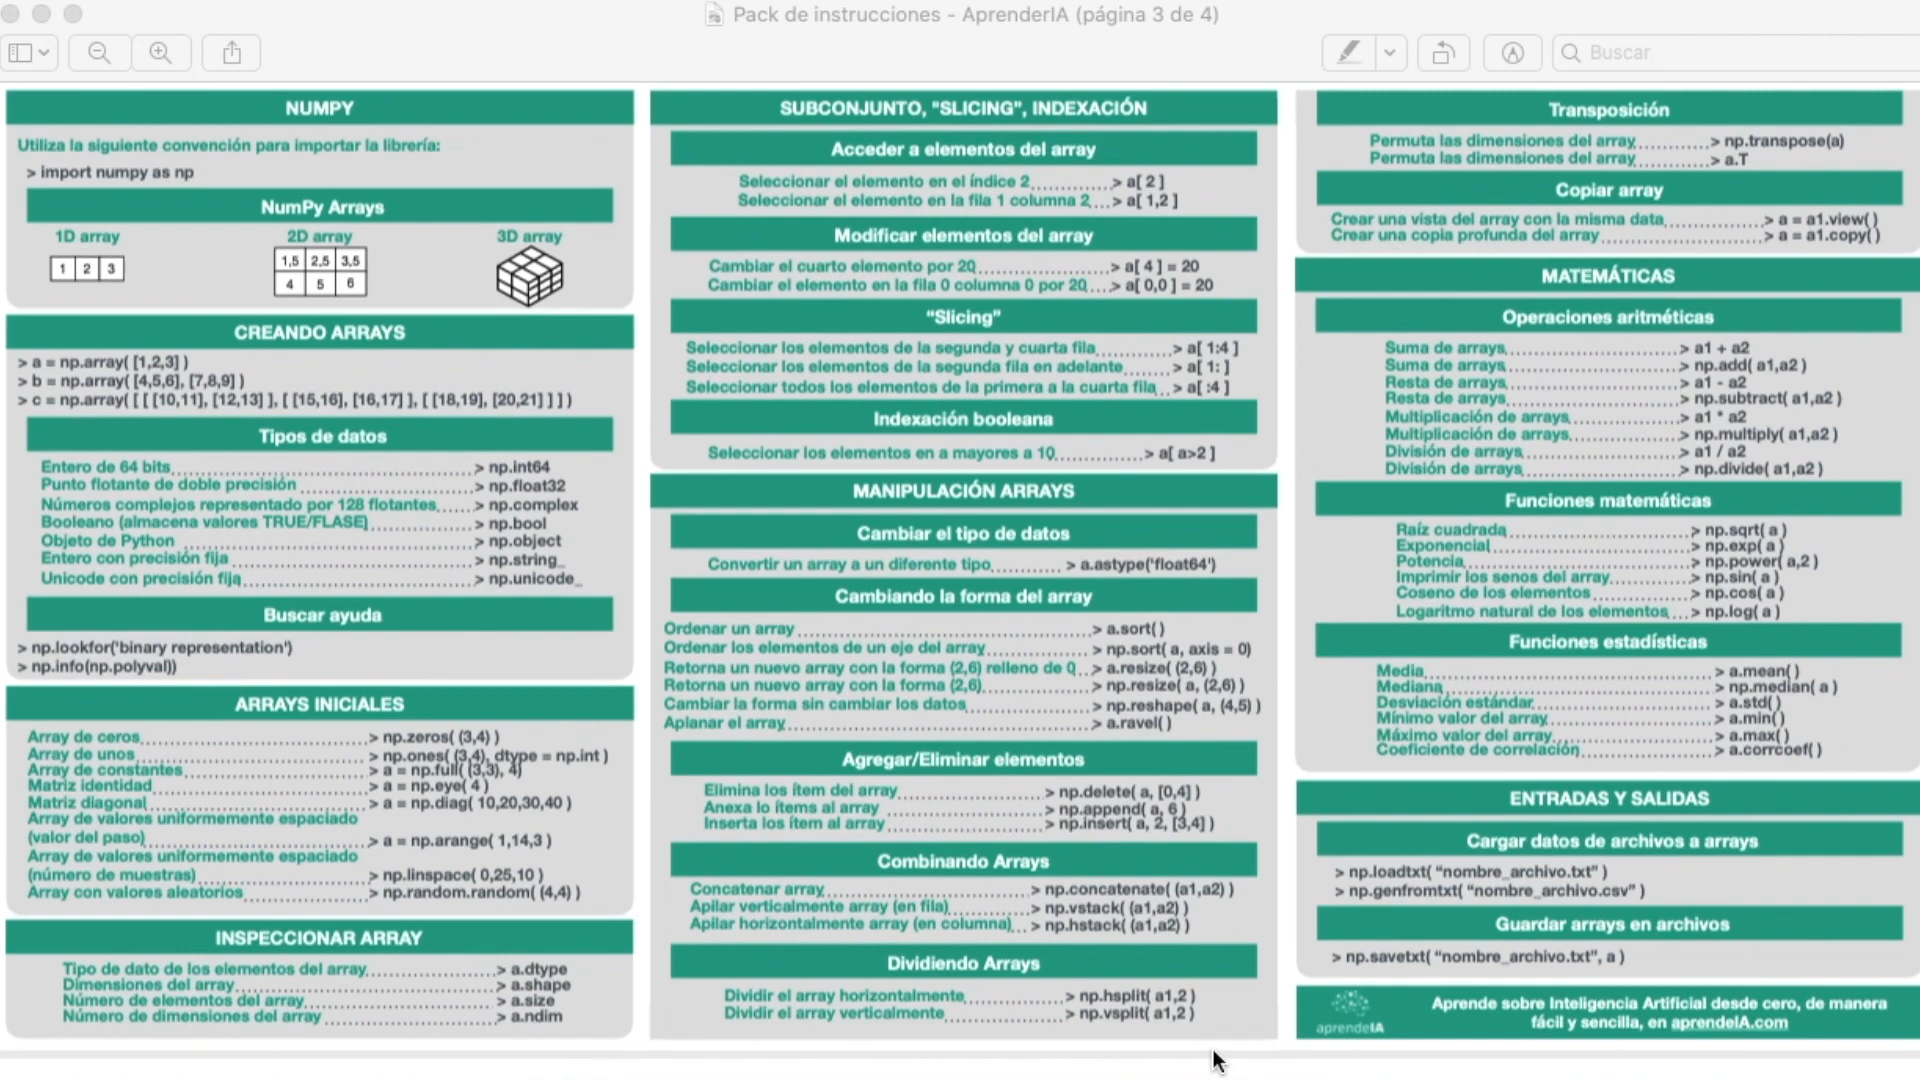 Pack de instrucciones - AprenderIA (página 3 de 4)
Buscar
NUMPY
Utiliza la siguiente convención para importar la librería:
> import numpy as np
NumPy Arrays
1D array 2D array 3D array
1 2 3
1,5 2,5 3,5
4 5 6
CREANDO ARRAYS
> a = np.array( [1,2,3] )
> b = np.array( [4,5,6], [7,8,9] )
> c = np.array( [ [ [10,11], [12,13] ], [ [15,16], [16,17] ], [ [18,19], [20,21] ] ] )
Tipos de datos
Entero de 64 bits > np.int64
Punto flotante de doble precisión > np.float32
Números complejos representado por 128 flotantes > np.complex
Booleano (almacena valores TRUE/FLASE) > np.bool
Objeto de Python > np.object
Entero con precisión fija > np.string_
Unicode con precisión fija > np.unicode_
Buscar ayuda
> np.lookfor('binary representation')
> np.info(np.polyval))
ARRAYS INICIALES
Array de ceros > np.zeros( (3,4) )
Array de unos > np.ones( (3,4), dtype = np.int )
Array de constantes > a = np.full( (3,3), 4)
Matriz identidad > a = np.eye( 4 )
Matriz diagonal > a = np.diag( 10,20,30,40 )
Array de valores uniformemente espaciado
(valor del paso) > a = np.arange( 1,14,3 )
Array de valores uniformemente espaciado
(número de muestras) > np.linspace( 0,25,10 )
Array con valores aleatorios > np.random.random( (4,4) )
INSPECCIONAR ARRAY
Tipo de dato de los elementos del array > a.dtype
Dimensiones del array > a.shape
Número de elementos del array > a.size
Número de dimensiones del array > a.ndim
SUBCONJUNTO, "SLICING", INDEXACIÓN
Acceder a elementos del array
Seleccionar el elemento en el índice 2 > a[ 2 ]
Seleccionar el elemento en la fila 1 columna 2 > a[ 1,2 ]
Modificar elementos del array
Cambiar el cuarto elemento por 20 > a[ 4 ] = 20
Cambiar el elemento en la fila 0 columna 0 por 20 > a[ 0,0 ] = 20
“Slicing”
Seleccionar los elementos de la segunda y cuarta fila > a[ 1:4 ]
Seleccionar los elementos de la segunda fila en adelante > a[ 1: ]
Seleccionar todos los elementos de la primera a la cuarta fila > a[ :4 ]
Indexación booleana
Seleccionar los elementos en a mayores a 10 > a[ a>2 ]
MANIPULACIÓN ARRAYS
Cambiar el tipo de datos
Convertir un array a un diferente tipo > a.astype('float64')
Cambiando la forma del array
Ordenar un array > a.sort( )
Ordenar los elementos de un eje del array > np.sort( a, axis = 0)
Retorna un nuevo array con la forma (2,6) relleno de 0 > a.resize( (2,6) )
Retorna un nuevo array con la forma (2,6) > np.resize( a, (2,6) )
Cambiar la forma sin cambiar los datos > np.reshape( a, (4,5) )
Aplanar el array > a.ravel( )
Agregar/Eliminar elementos
Elimina los ítem del array > np.delete( a, [0,4] )
Anexa lo ítems al array > np.append( a, 6 )
Inserta los ítem al array > np.insert( a, 2, [3,4] )
Combinando Arrays
Concatenar array > np.concatenate( (a1,a2) )
Apilar verticalmente array (en fila) > np.vstack( (a1,a2) )
Apilar horizontalmente array (en columna) > np.hstack( (a1,a2) )
Dividiendo Arrays
Dividir el array horizontalmente > np.hsplit( a1,2 )
Dividir el array verticalmente > np.vsplit( a1,2 )
Transposición
Permuta las dimensiones del array > np.transpose(a)
Permuta las dimensiones del array > a.T
Copiar array
Crear una vista del array con la misma data > a = a1.view( )
Crear una copia profunda del array > a = a1.copy( )
MATEMÁTICAS
Operaciones aritméticas
Suma de arrays > a1 + a2
Suma de arrays > np.add( a1,a2 )
Resta de arrays > a1 - a2
Resta de arrays > np.subtract( a1,a2 )
Multiplicación de arrays > a1 * a2
Multiplicación de arrays > np.multiply( a1,a2 )
División de arrays > a1 / a2
División de arrays > np.divide( a1,a2 )
Funciones matemáticas
Raíz cuadrada > np.sqrt( a )
Exponencial > np.exp( a )
Potencia > np.power( a,2 )
Imprimir los senos del array > np.sin( a )
Coseno de los elementos > np.cos( a )
Logaritmo natural de los elementos > np.log( a )
Funciones estadísticas
Media > a.mean( )
Mediana > np.median( a )
Desviación estándar > a.std( )
Mínimo valor del array > a.min( )
Máximo valor del array > a.max( )
Coeficiente de correlación > a.corrcoef( )
ENTRADAS Y SALIDAS
Cargar datos de archivos a arrays
> np.loadtxt( “nombre_archivo.txt” )
> np.genfromtxt( “nombre_archivo.csv” )
Guardar arrays en archivos
> np.savetxt( “nombre_archivo.txt”, a )
aprendeIA
Aprende sobre Inteligencia Artificial desde cero, de manera
fácil y sencilla, en aprendeIA.com